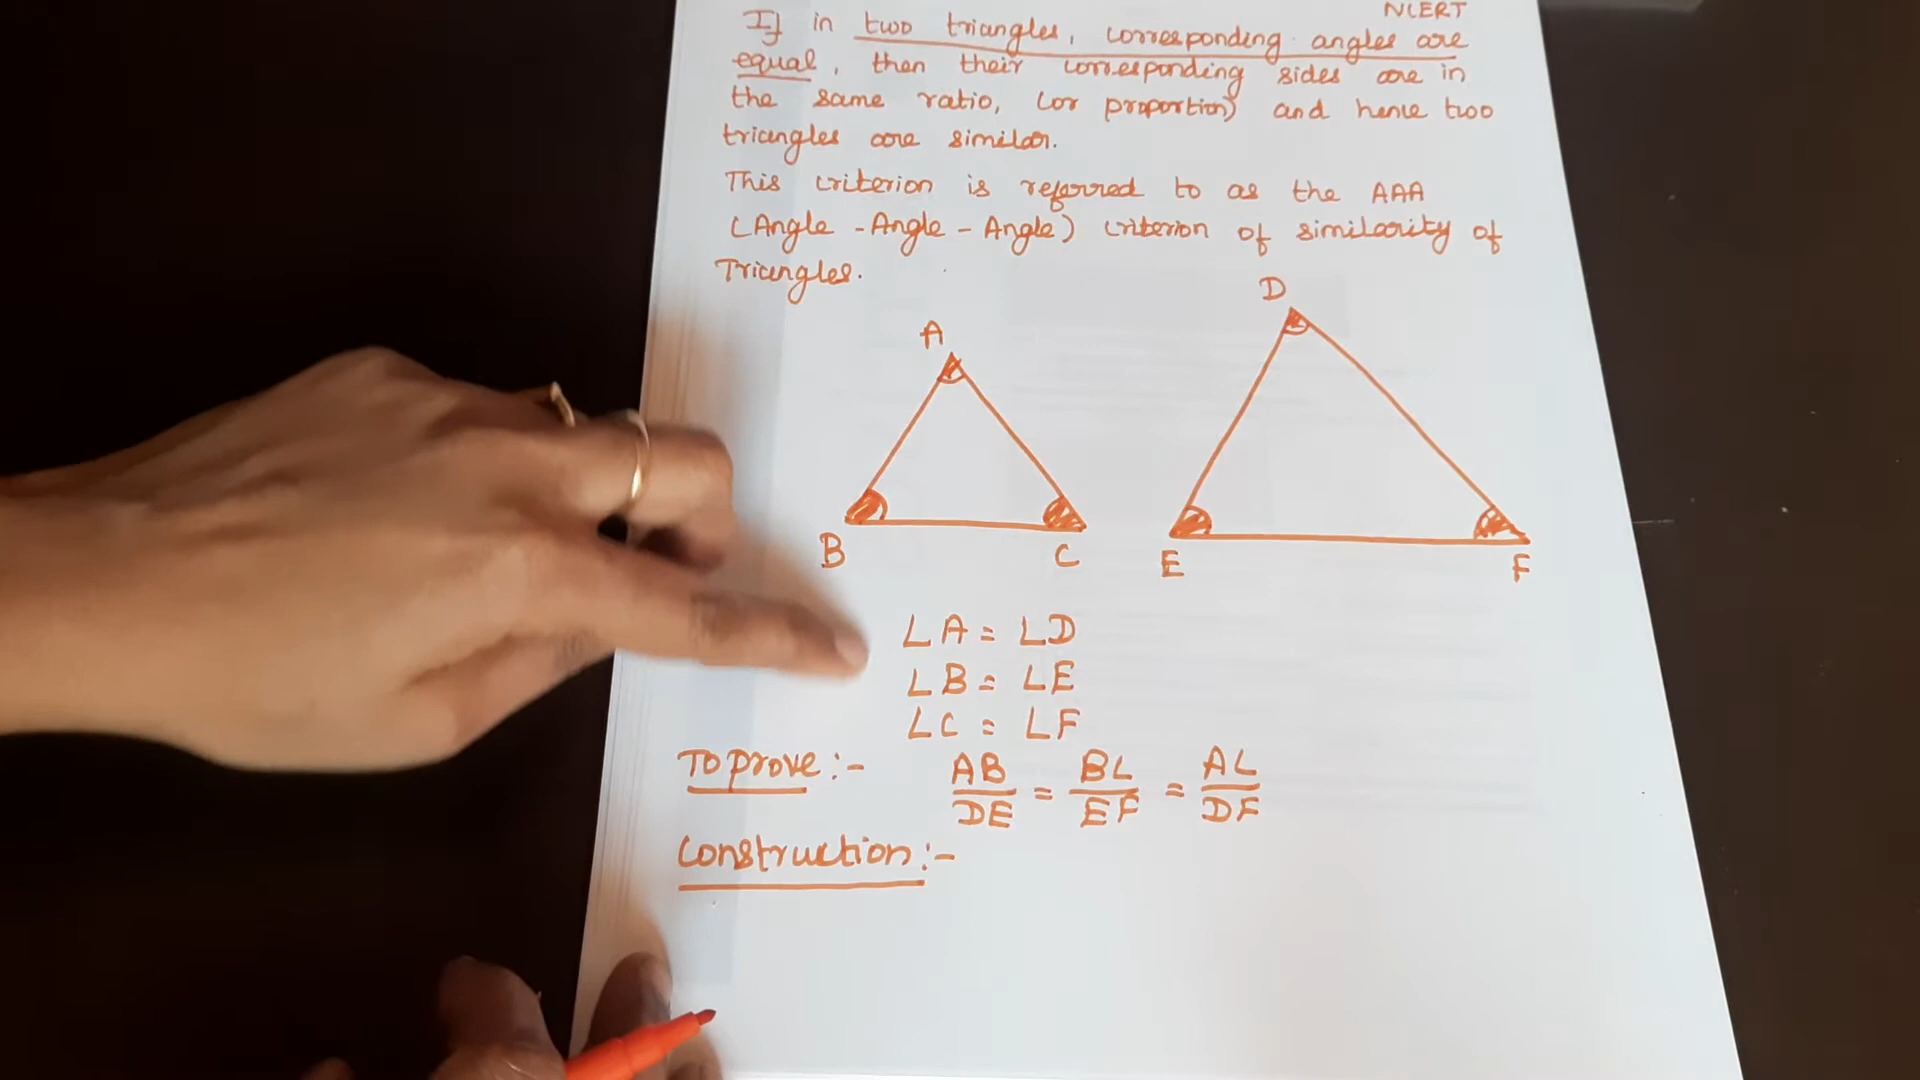 NCERT
If in two triangles, corresponding angles are
equal, then their corresponding sides are in
the same ratio, (or proportion) and hence two
triangles are similar.
This criterion is referred to as the AAA
(Angle - Angle - Angle) criterion of similarity of
Triangles.
D
A
B
C
E
F
∠A = ∠D
∠B = ∠E
∠C = ∠F
To prove :- AB/DE = BC/EF = AC/DF
Construction :-